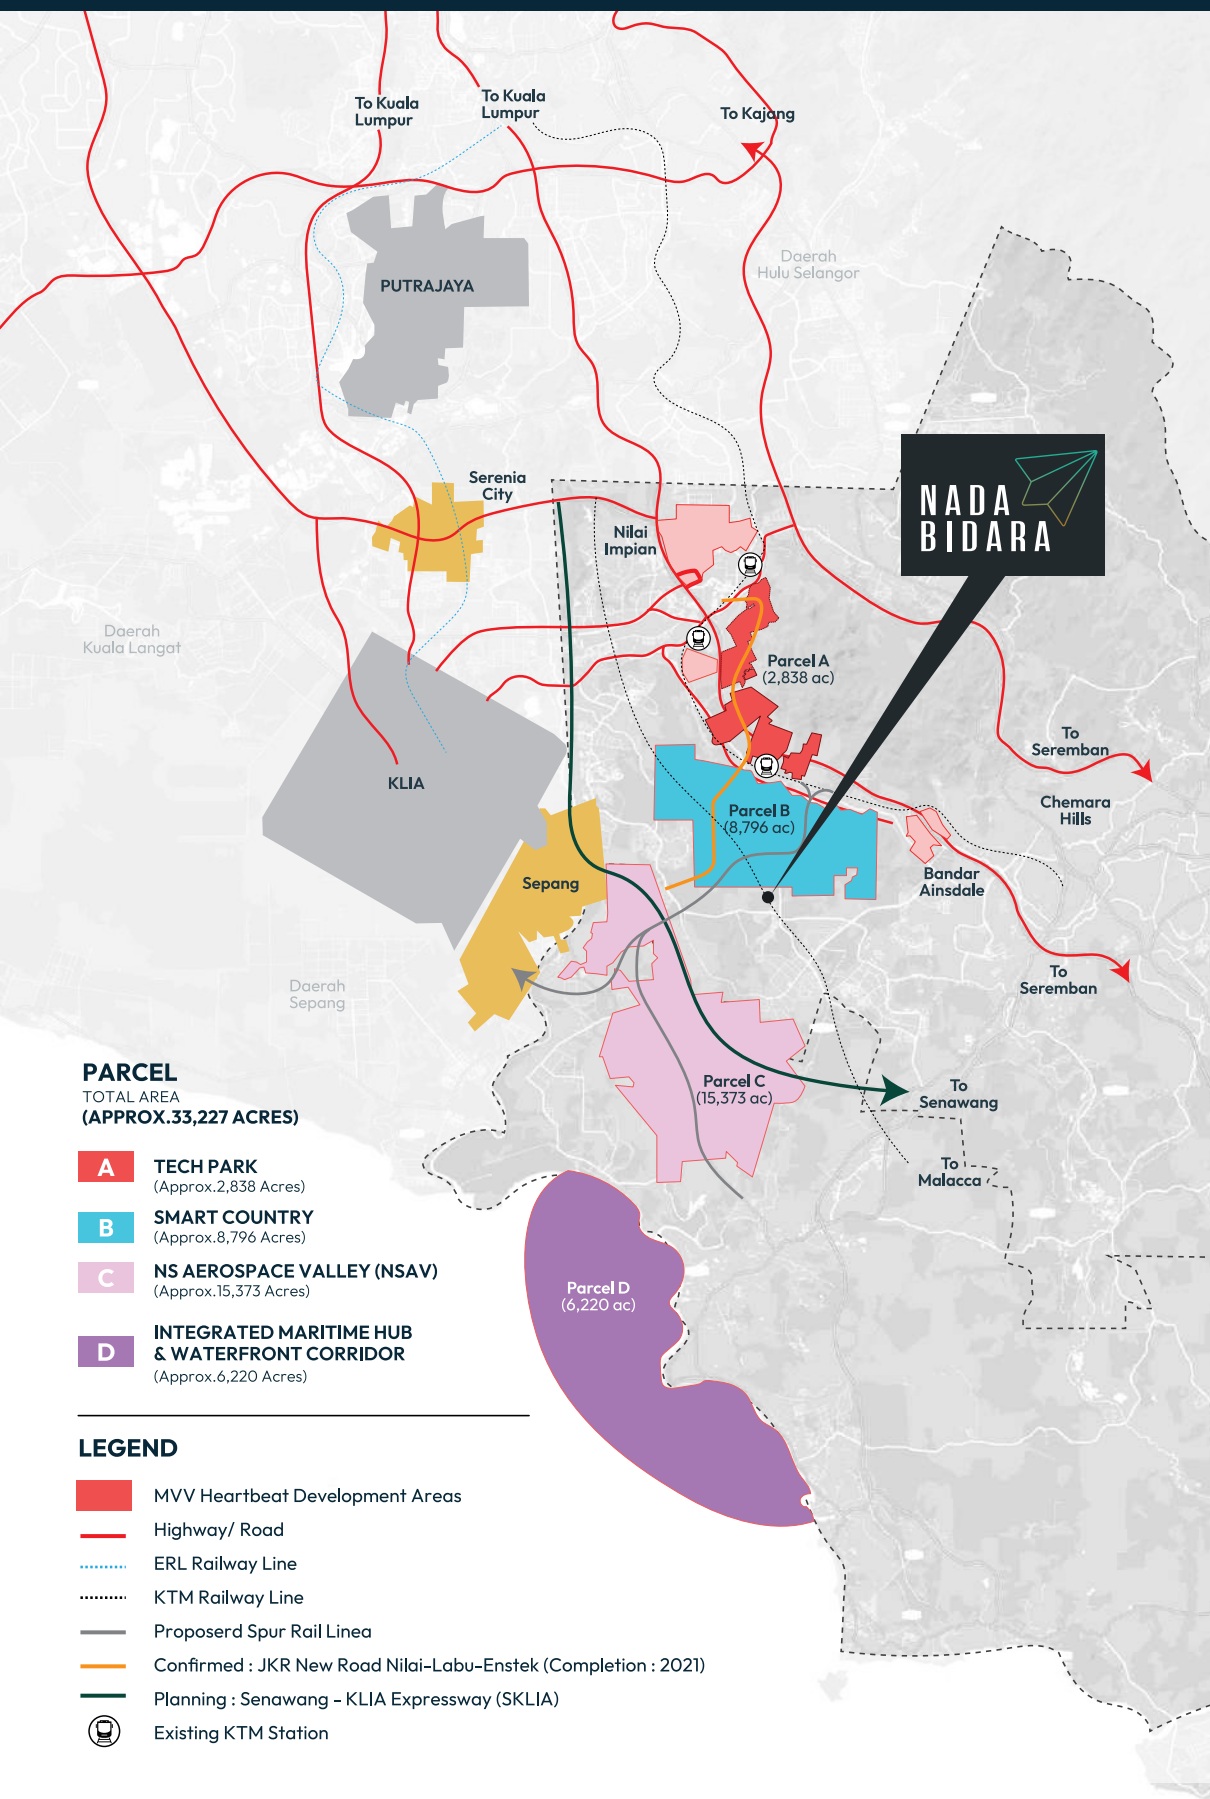 To Kuala
Lumpur
To Kuala
Lumpur
To Kajang
Daerah
Hulu Selangor
PUTRAJAYA
NADA
BIDARA
Serenia
City
Nilai
Impian
Daerah
Kuala Langat
Parcel A
(2,838 ac)
To
Seremban
KLIA
Chemara
Hills
Parcel B
(8,796 ac)
Sepang
Bandar
Ainsdale
To
Seremban
Daerah
Sepang
Parcel C
(15,373 ac)
To
Senawang
To
Malacca
Parcel D
(6,220 ac)
PARCEL
TOTAL AREA
(APPROX.33,227 ACRES)
A TECH PARK
(Approx.2,838 Acres)
B SMART COUNTRY
(Approx.8,796 Acres)
C NS AEROSPACE VALLEY (NSAV)
(Approx.15,373 Acres)
D INTEGRATED MARITIME HUB
& WATERFRONT CORRIDOR
(Approx.6,220 Acres)
LEGEND
MVV Heartbeat Development Areas
Highway/ Road
ERL Railway Line
KTM Railway Line
Proposerd Spur Rail Linea
Confirmed : JKR New Road Nilai-Labu-Enstek (Completion : 2021)
Planning : Senawang - KLIA Expressway (SKLIA)
Existing KTM Station